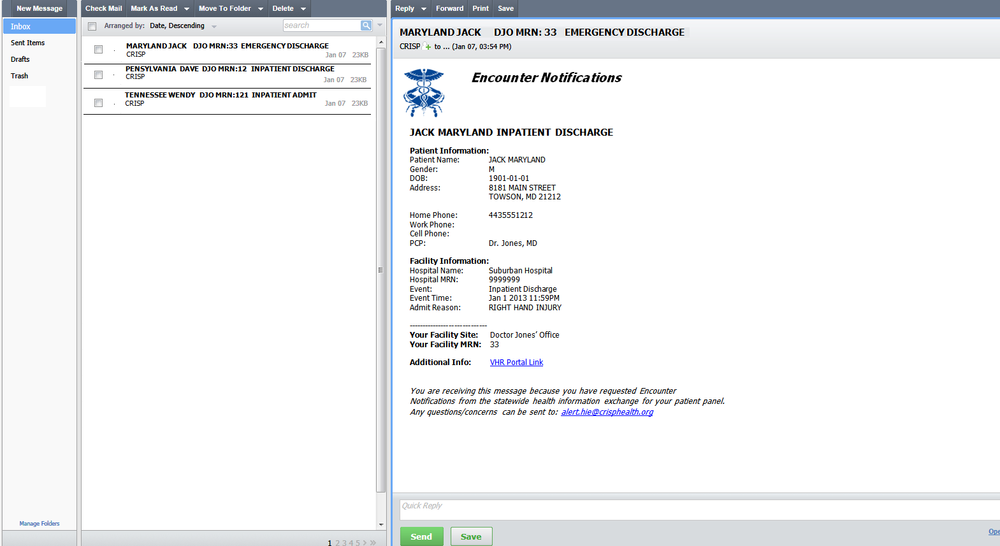 New Message
Inbox
Sent Items
Drafts
Trash
Manage Folders
Check Mail Mark As Read Move To Folder Delete
Arranged by: Date, Descending search
MARYLAND JACK DJO MRN:33 EMERGENCY DISCHARGE
CRISP
Jan 07 23KB
PENSYLVANIA DAVE DJO MRN:12 INPATIENT DISCHARGE
CRISP
Jan 07 23KB
TENNESSEE WENDY DJO MRN:121 INPATIENT ADMIT
CRISP
Jan 07 23KB
1 2 3 4 5 > »
Reply Forward Print Save
MARYLAND JACK DJO MRN: 33 EMERGENCY DISCHARGE
CRISP to ... (Jan 07, 03:54 PM)
Encounter Notifications
JACK MARYLAND INPATIENT DISCHARGE
Patient Information:
Patient Name: JACK MARYLAND
Gender: M
DOB: 1901-01-01
Address: 8181 MAIN STREET
TOWSON, MD 21212
Home Phone: 4435551212
Work Phone:
Cell Phone:
PCP: Dr. Jones, MD
Facility Information:
Hospital Name: Suburban Hospital
Hospital MRN: 9999999
Event: Inpatient Discharge
Event Time: Jan 1 2013 11:59PM
Admit Reason: RIGHT HAND INJURY
------------------------------
Your Facility Site: Doctor Jones’ Office
Your Facility MRN: 33
Additional Info: VHR Portal Link
You are receiving this message because you have requested Encounter
Notifications from the statewide health information exchange for your patient panel.
Any questions/concerns can be sent to: alert.hie@crisphealth.org
Quick Reply
Send Save
Ope